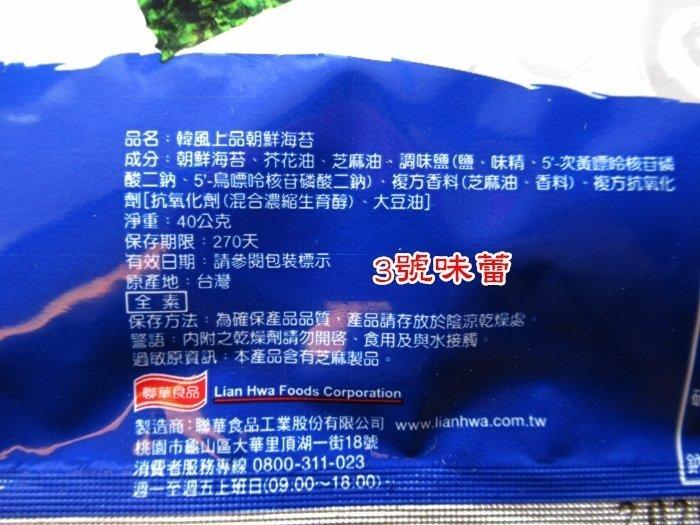 品名：韓風上品朝鮮海苔
成分：朝鮮海苔、芥花油、芝麻油、調味鹽(鹽、味精、5'-次黃嘌呤核苷磷
酸二鈉、5'-鳥嘌呤核苷磷酸二鈉)、複方香料(芝麻油、香料)、複方抗氧化
劑[抗氧化劑(混合濃縮生育醇)、大豆油]
淨重：40公克
保存期限：270天
有效日期：請參閱包裝標示
3號味蕾
原產地：台灣
全素
保存方法：為確保產品品質，產品請存放於陰涼乾燥處。
警語：內附之乾燥劑請勿開啓、食用及與水接觸。
過敏原資訊：本產品含有芝麻製品。
聯華食品 Lian Hwa Foods Corporation
製造商：聯華食品工業股份有限公司 www.lianhwa.com.tw
桃園市龜山區大華里頂湖一街18號
消費者服務專線 0800-311-023
週一至週五上班日(09:00～18:00)